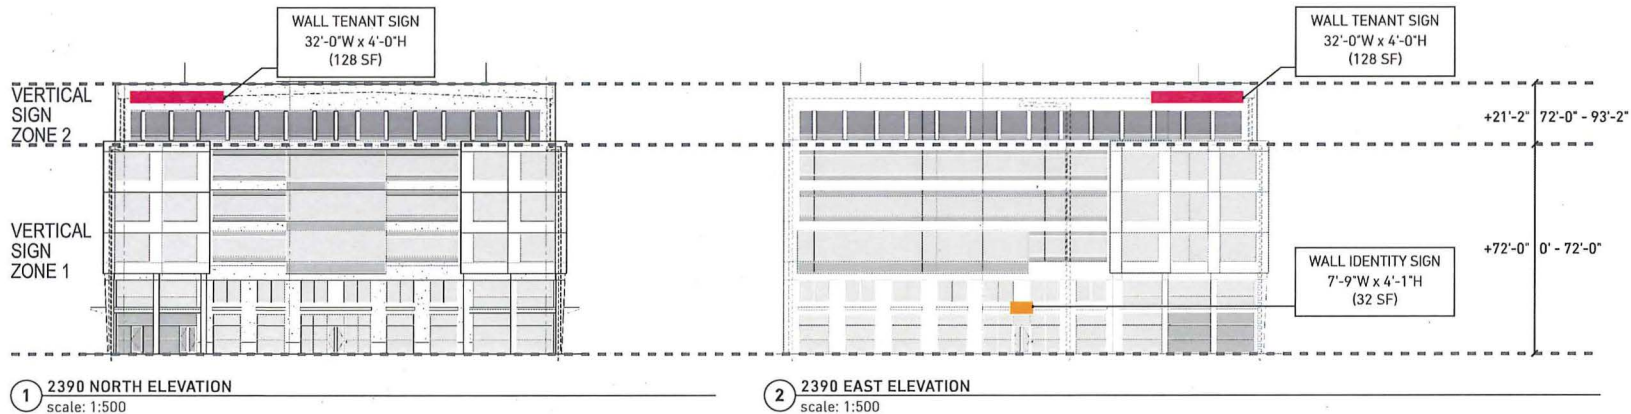 WALL TENANT SIGN
32'-0"W x 4'-0"H
(128 SF)
WALL TENANT SIGN
32'-0"W x 4'-0"H
(128 SF)
VERTICAL
SIGN
ZONE 2
+21'-2" 72'-0" - 93'-2"
VERTICAL
SIGN
ZONE 1
+72'-0" 0' - 72'-0"
WALL IDENTITY SIGN
7'-9"W x 4'-1"H
(32 SF)
1 2390 NORTH ELEVATION
scale: 1:500
2 2390 EAST ELEVATION
scale: 1:500